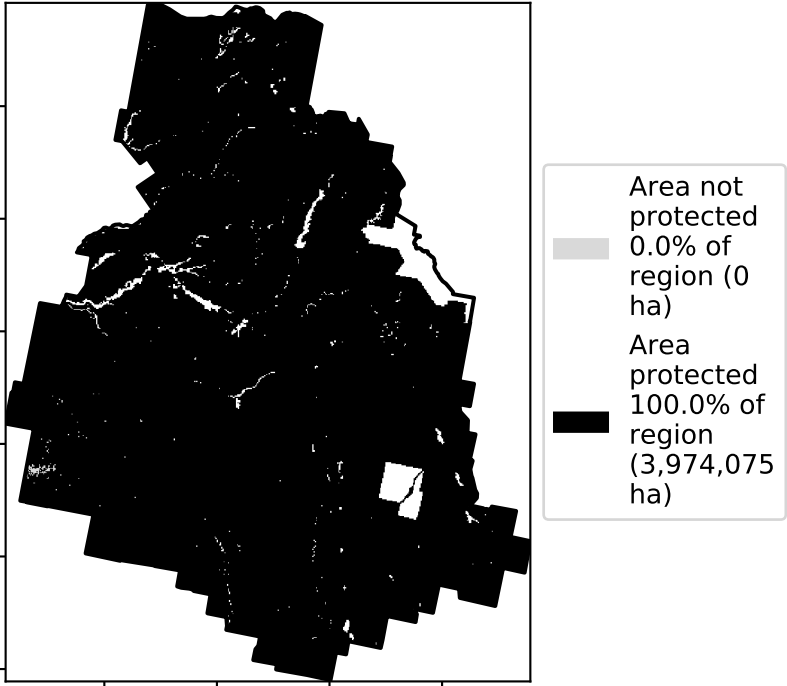 Area not
protected
0.0% of
region (0
ha)
Area
protected
100.0% of
region
(3,974,075
ha)